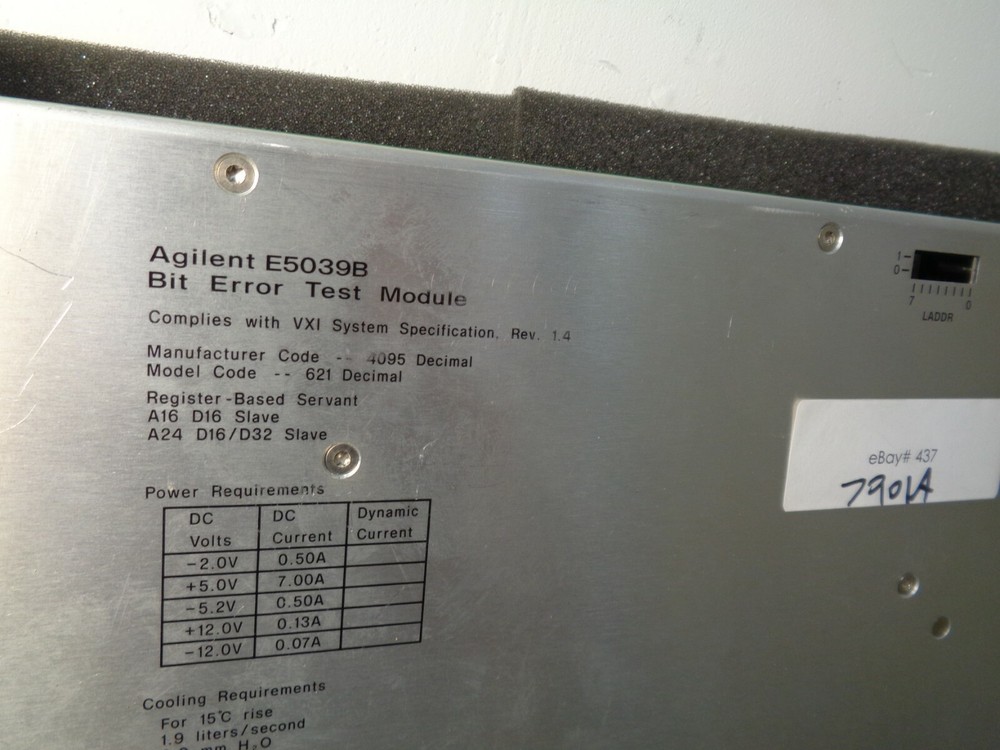 Agilent E5039B
Bit Error Test Module
Complies with VXI System Specification, Rev. 1.4
Manufacturer Code -- 4095 Decimal
Model Code -- 621 Decimal
Register-Based Servant
A16 D16 Slave
A24 D16/D32 Slave
Power Requirements
DC Volts DC Current Dynamic Current
-2.0V 0.50A
+5.0V 7.00A
-5.2V 0.50A
+12.0V 0.13A
-12.0V 0.07A
Cooling Requirements
For 15°C rise
1.9 liters/second
mm H₂O
1-
0-
7 0
LADDR
eBay# 437
7901A